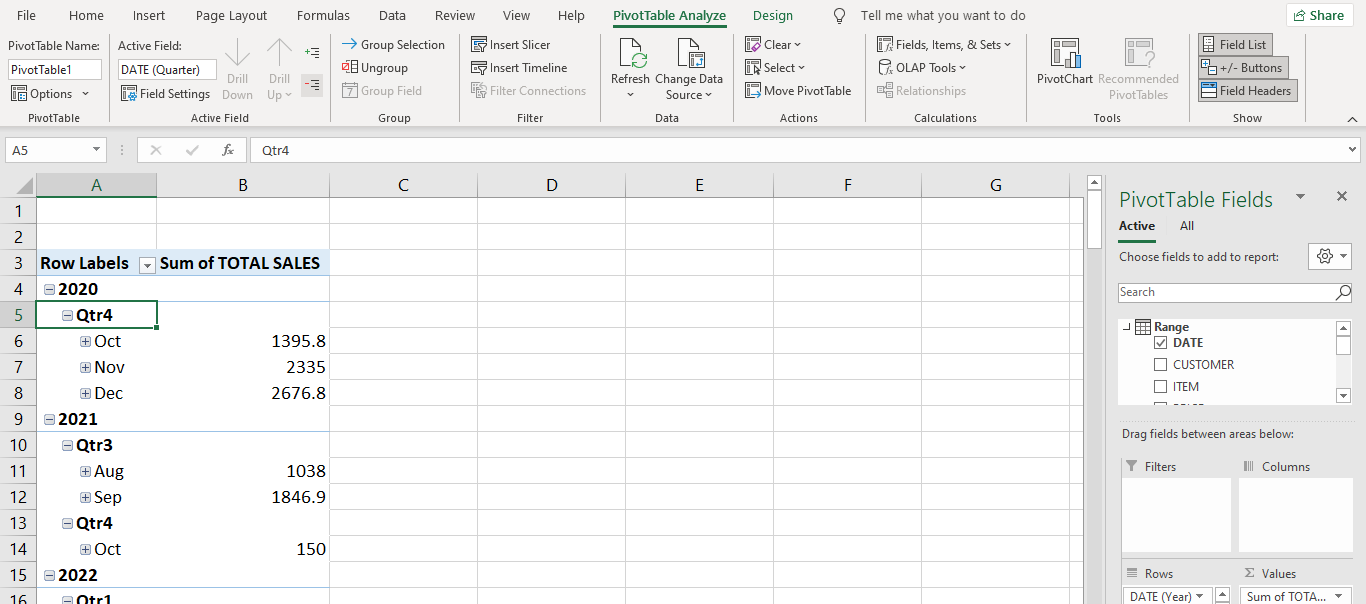 File Home Insert Page Layout Formulas Data Review View Help PivotTable Analyze Design Tell me what you want to do Share
PivotTable Name:
PivotTable1
Options
PivotTable
Active Field:
DATE (Quarter)
Field Settings
Drill Down
Drill Up
Active Field
Group Selection
Ungroup
Group Field
Group
Insert Slicer
Insert Timeline
Filter Connections
Filter
Refresh
Change Data Source
Data
Clear
Select
Move PivotTable
Actions
Fields, Items, & Sets
OLAP Tools
Relationships
Calculations
PivotChart
Recommended PivotTables
Tools
Field List
+/- Buttons
Field Headers
Show
A5 fx Qtr4
A B C D E F G
1
2
3 Row Labels Sum of TOTAL SALES
4 2020
5 Qtr4
6 Oct 1395.8
7 Nov 2335
8 Dec 2676.8
9 2021
10 Qtr3
11 Aug 1038
12 Sep 1846.9
13 Qtr4
14 Oct 150
15 2022
16 Qtr1
PivotTable Fields
Active All
Choose fields to add to report:
Search
Range
DATE
CUSTOMER
ITEM
Drag fields between areas below:
Filters Columns
Rows Σ Values
DATE (Year) Sum of TOTA...